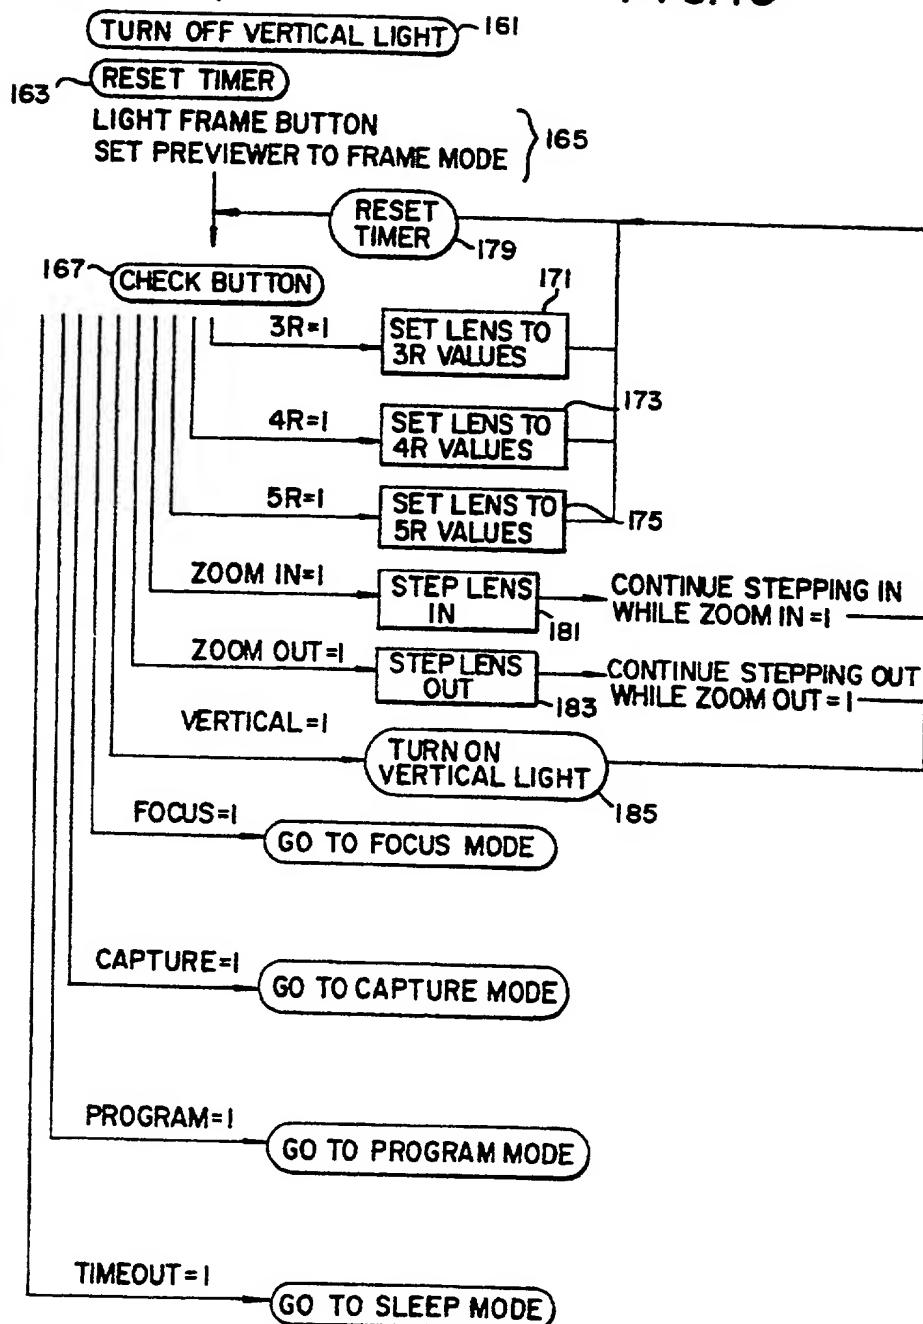 TURN OFF VERTICAL LIGHT 161
163 RESET TIMER
LIGHT FRAME BUTTON
SET PREVIEWER TO FRAME MODE 165
RESET
TIMER
179
167 CHECK BUTTON
3R=1
171
SET LENS TO
3R VALUES
4R=1
173
SET LENS TO
4R VALUES
5R=1
SET LENS TO
5R VALUES
175
ZOOM IN=1
STEP LENS
IN
181
CONTINUE STEPPING IN
WHILE ZOOM IN=1
ZOOM OUT=1
STEP LENS
OUT
183
CONTINUE STEPPING OUT
WHILE ZOOM OUT=1
VERTICAL=1
TURN ON
VERTICAL LIGHT
185
FOCUS=1
GO TO FOCUS MODE
CAPTURE=1
GO TO CAPTURE MODE
PROGRAM=1
GO TO PROGRAM MODE
TIMEOUT=1
GO TO SLEEP MODE